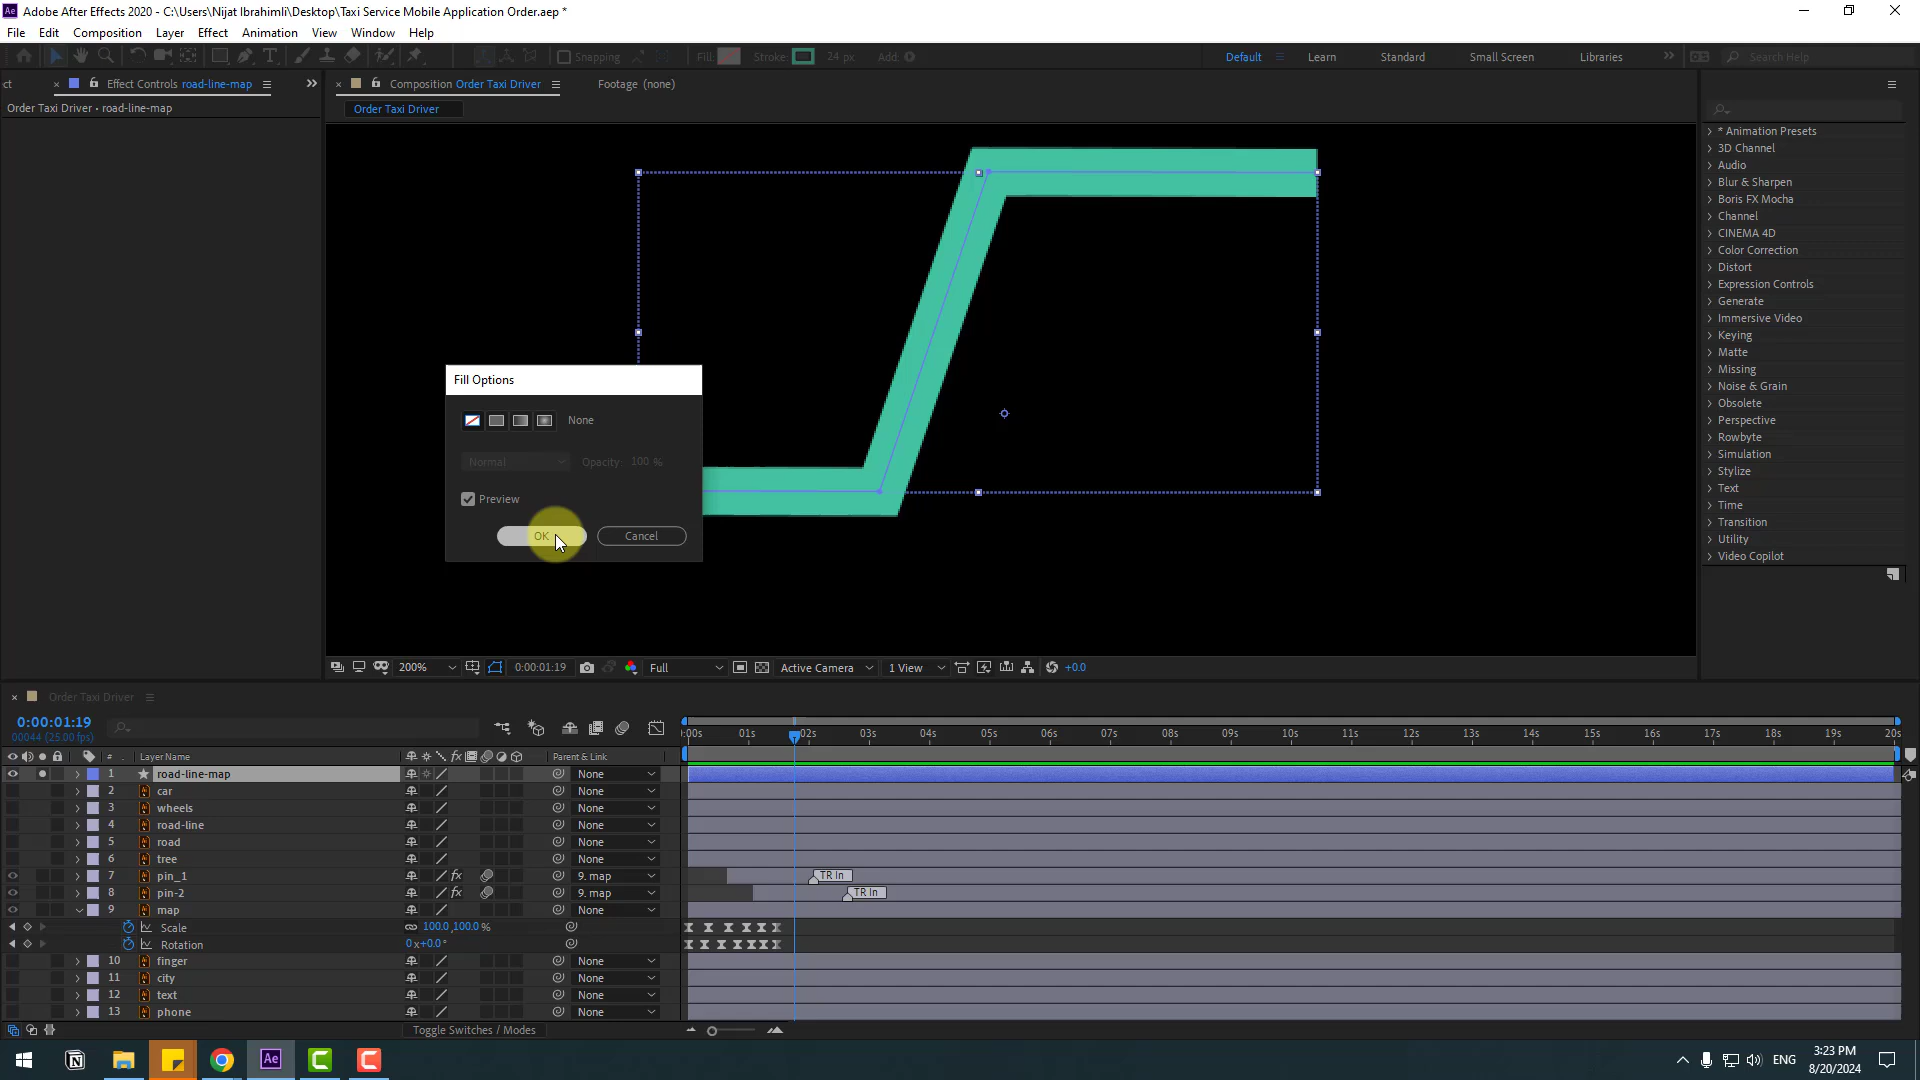 Adobe After Effects 2020 - C:\Users\Nijat Ibrahimli\Desktop\Taxi Service Mobile Application Order.aep *
File Edit Composition Layer Effect Animation View Window Help
Snapping Fill: Stroke: 24 px Add: Default Learn Standard Small Screen Libraries Search Help
ct Effect Controls road-line-map Composition Order Taxi Driver Footage (none)
Order Taxi Driver • road-line-map
Order Taxi Driver
* Animation Presets
3D Channel
Audio
Blur & Sharpen
Boris FX Mocha
Channel
CINEMA 4D
Color Correction
Distort
Expression Controls
Generate
Immersive Video
Keying
Matte
Missing
Noise & Grain
Obsolete
Perspective
Rowbyte
Simulation
Stylize
Text
Time
Transition
Utility
Video Copilot
Fill Options
None
Normal Opacity: 100 %
Preview
OK Cancel
200% 0:00:01:19 Full Active Camera 1 View +0.0
Order Taxi Driver
0:00:01:19
00044 (25.00 fps)
:00s 01s 02s 03s 04s 05s 06s 07s 08s 09s 10s 11s 12s 13s 14s 15s 16s 17s 18s 19s 20s
# Layer Name Parent & Link
1 road-line-map None
2 car None
3 wheels None
4 road-line None
5 road None
6 tree None
7 pin_1 9. map TR In
8 pin-2 9. map TR In
9 map None
Scale 100.0,100.0 %
Rotation 0 x+0.0 °
10 finger None
11 city None
12 text None
13 phone None
Toggle Switches / Modes
ENG
3:23 PM
8/20/2024